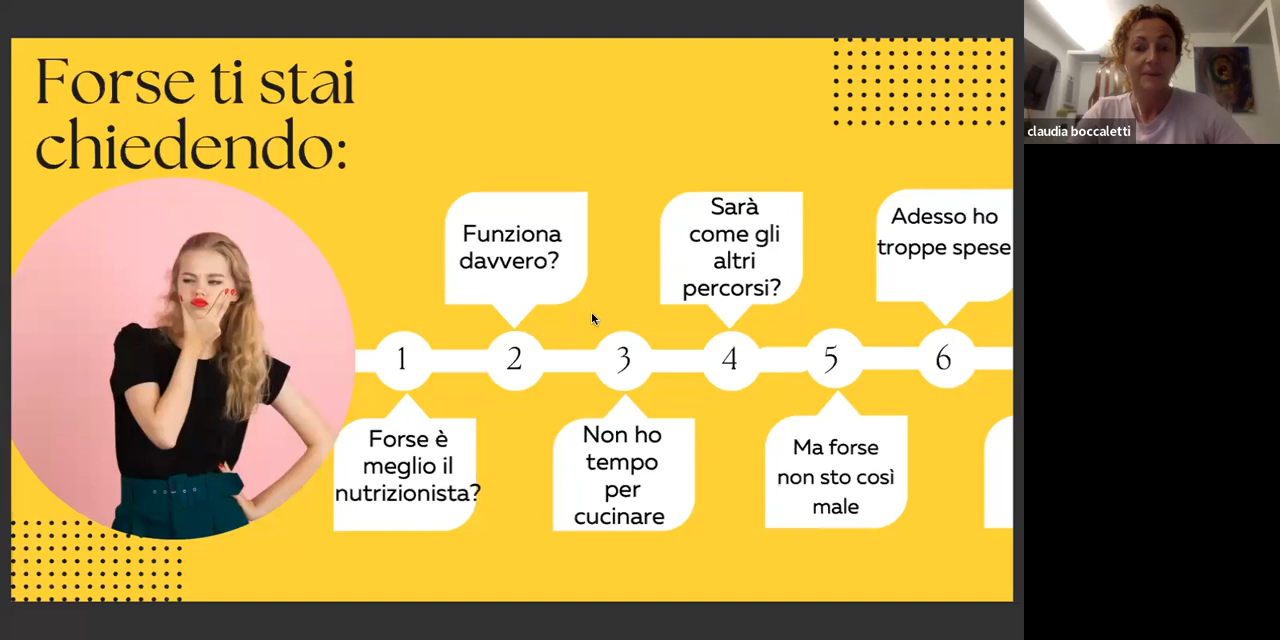 Forse ti stai
chiedendo:
1
Forse è
meglio il
nutrizionista?
2
Funziona
davvero?
3
Non ho
tempo
per
cucinare
4
Sarà
come gli
altri
percorsi?
5
Ma forse
non sto così
male
6
Adesso ho
troppe spese
claudia boccaletti